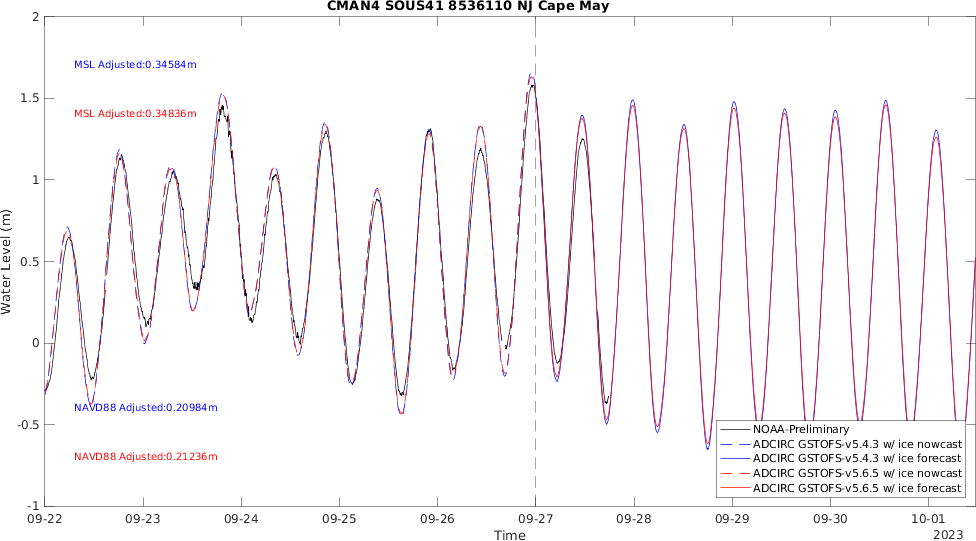 CMAN4 SOUS41 8536110 NJ Cape May
2
1.5
1
0.5
0
-0.5
-1
Water Level (m)
MSL Adjusted:0.34584m
MSL Adjusted:0.34836m
NAVD88 Adjusted:0.20984m
NAVD88 Adjusted:0.21236m
NOAA-Preliminary
ADCIRC GSTOFS-v5.4.3 w/ ice nowcast
ADCIRC GSTOFS-v5.4.3 w/ ice forecast
ADCIRC GSTOFS-v5.6.5 w/ ice nowcast
ADCIRC GSTOFS-v5.6.5 w/ ice forecast
09-22 09-23 09-24 09-25 09-26 09-27 09-28 09-29 09-30 10-01
Time
2023